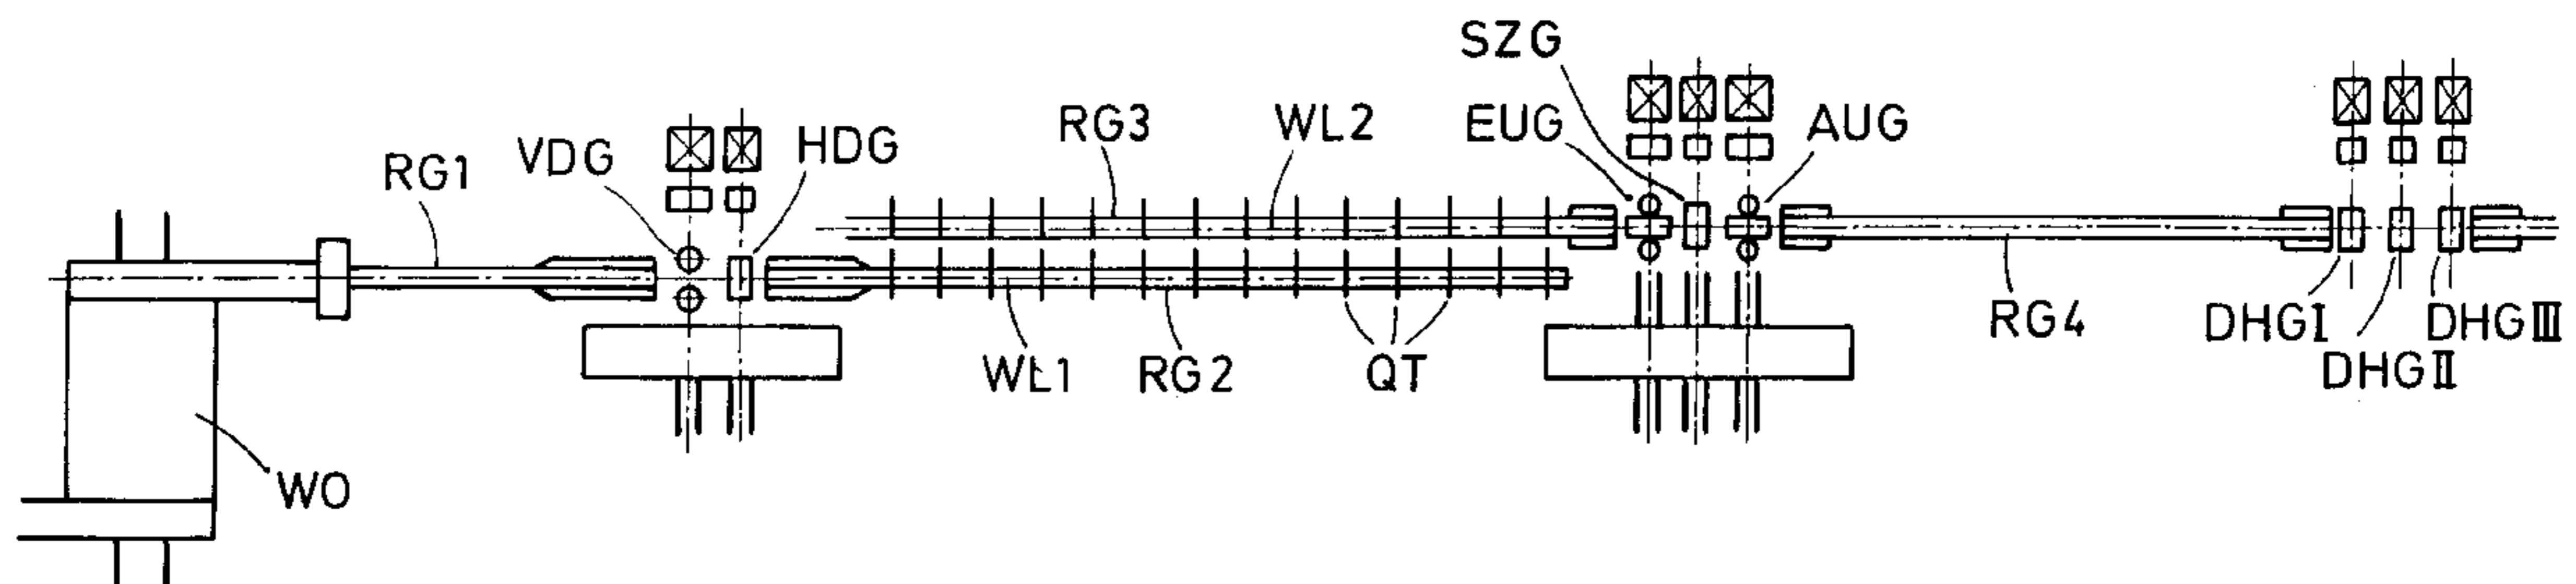 SZG
RG3
WL2
EUG
AUG
VDG
HDG
RG1
RG4
DHGI
DHGIII
WL1
RG2
QT
DHGII
WO